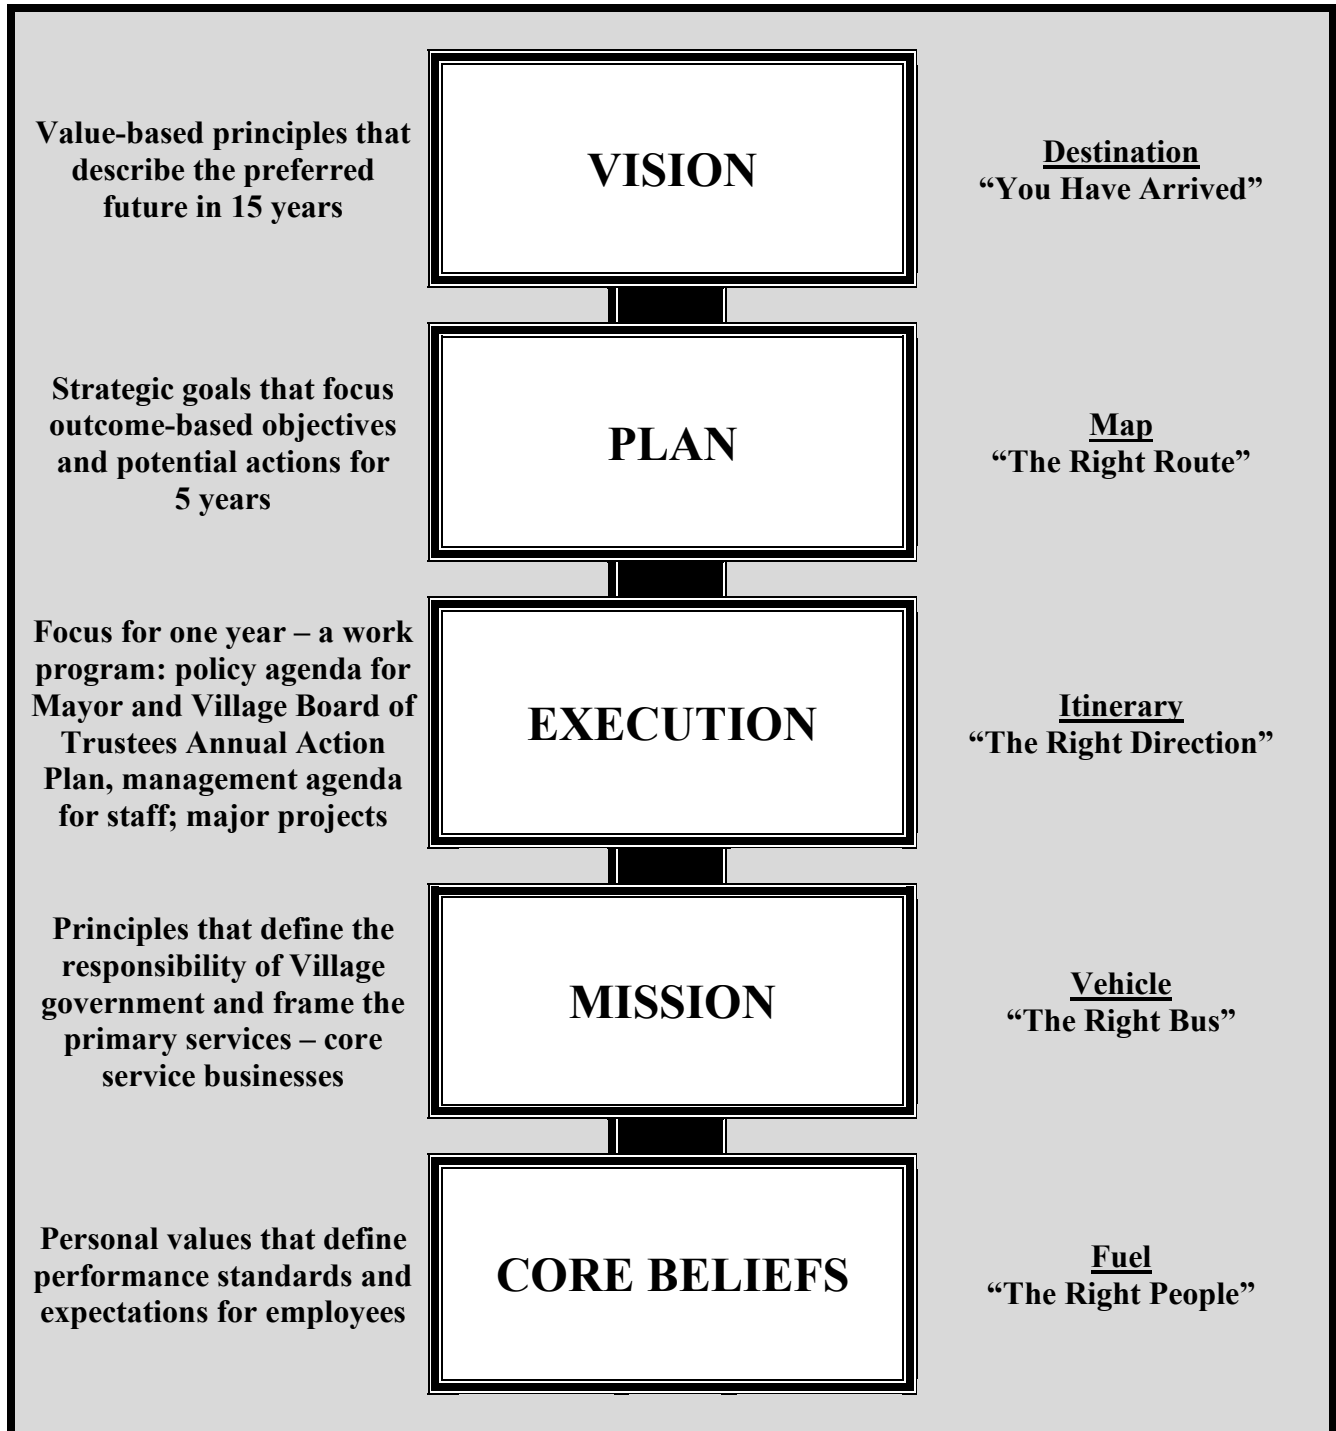 Value-based principles that
describe the preferred
future in 15 years
VISION
Destination
“You Have Arrived”
Strategic goals that focus
outcome-based objectives
and potential actions for
5 years
PLAN
Map
“The Right Route”
Focus for one year – a work
program: policy agenda for
Mayor and Village Board of
Trustees Annual Action
Plan, management agenda
for staff; major projects
EXECUTION
Itinerary
“The Right Direction”
Principles that define the
responsibility of Village
government and frame the
primary services – core
service businesses
MISSION
Vehicle
“The Right Bus”
Personal values that define
performance standards and
expectations for employees
CORE BELIEFS
Fuel
“The Right People”